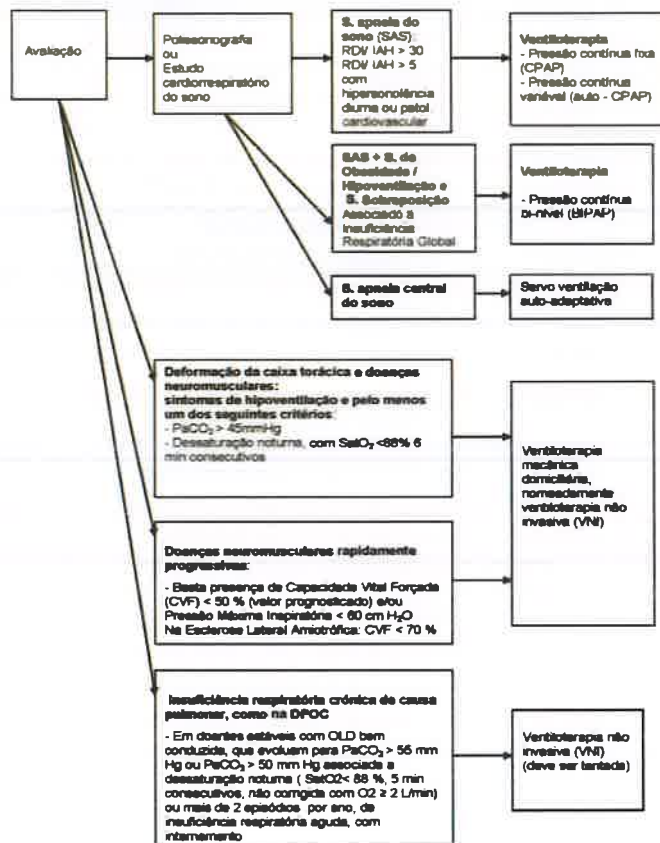 Avaliação
Polissonografia
ou
Estudo
cardiorrespiratório
do sono
S. apneia do
sono (SAS):
RDI/ IAH > 30
RDI/ IAH > 5
com
hipersonolência
diurna ou patol
cardiovascular
Ventiloterapia
- Pressão contínua fixa
(CPAP)
- Pressão contínua
variável (auto - CPAP)
SAS + S. de
Obesidade /
Hipoventilação e
S. Sobreposição
Associado a
Insuficiência
Respiratória Global
Ventiloterapia
- Pressão contínua
bi-nível (BIPAP)
S. apneia central
do sono
Servo ventilação
auto-adaptativa
Deformação da caixa torácica e doenças
neuromusculares:
sintomas de hipoventilação e pelo menos
um dos seguintes critérios:
- PaCO₂ > 45mmHg
- Dessaturação noturna, com SatO₂ <88% 6
min consecutivos
Ventiloterapia
mecânica
domiciliária,
nomeadamente
ventiloterapia não
invasiva (VNI)
Doenças neuromusculares rapidamente
progressivas:
- Basta presença de Capacidade Vital Forçada
(CVF) < 50 % (valor prognosticado) e/ou
Pressão Máxima Inspiratória < 60 cm H₂O
Na Esclerose Lateral Amiotrófica: CVF < 70 %
Insuficiência respiratória crónica de causa
pulmonar, como na DPOC
- Em doentes estáveis com OLD bem
conduzida, que evoluem para PaCO₂ > 55 mm
Hg ou PaCO₂ > 50 mm Hg associada a
dessaturação noturna ( SatO2< 88 %, 5 min
consecutivos, não corrigida com O2 ≥ 2 L/min)
ou mais de 2 episódios por ano, de
insuficiência respiratória aguda, com
internamento
Ventiloterapia não
invasiva (VNI)
(deve ser tentada)